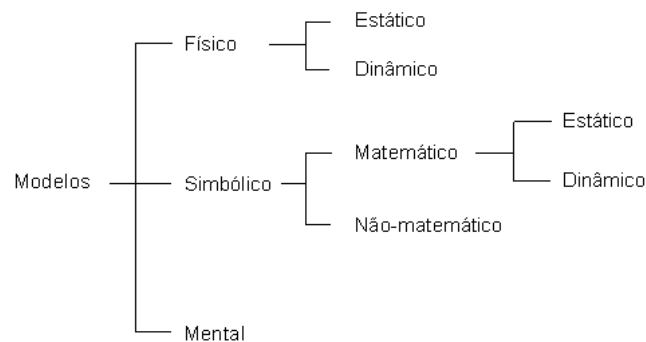 Modelos
Físico
Estático
Dinâmico
Simbólico
Matemático
Estático
Dinâmico
Não-matemático
Mental